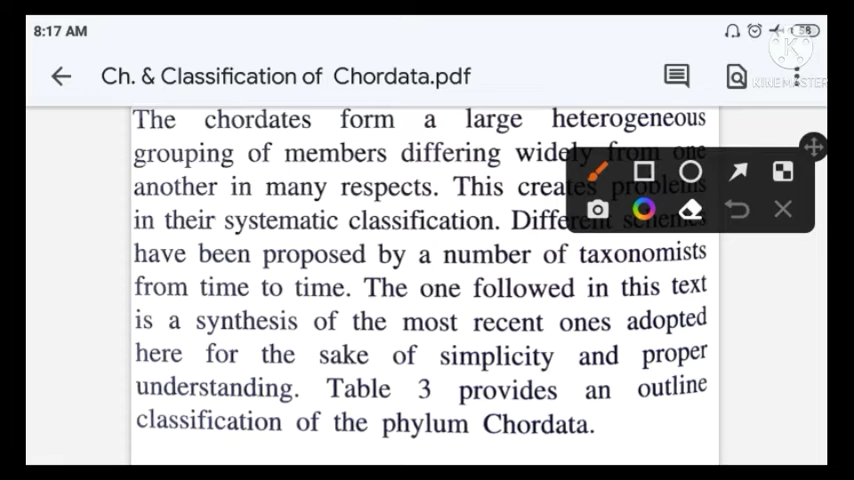 8:17 AM
58
Ch. & Classification of Chordata.pdf
KINEMASTER
The chordates form a large heterogeneous
grouping of members differing widely from one
another in many respects. This creates problems
in their systematic classification. Different schemes
have been proposed by a number of taxonomists
from time to time. The one followed in this text
is a synthesis of the most recent ones adopted
here for the sake of simplicity and proper
understanding. Table 3 provides an outline
classification of the phylum Chordata.